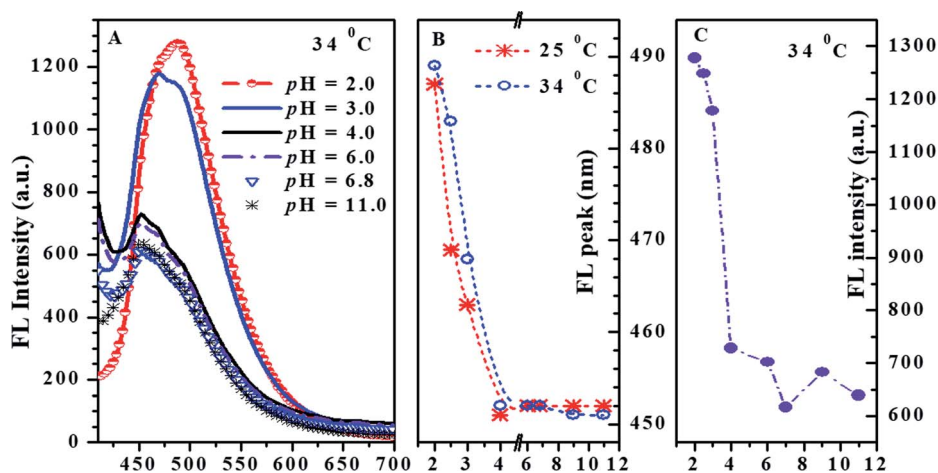 A
34 ⁰C
pH = 2.0
pH = 3.0
pH = 4.0
pH = 6.0
pH = 6.8
pH = 11.0
FL Intensity (a.u.)
1200
1000
800
600
400
200
0
450 500 550 600 650 700
B
25 ⁰C
34 ⁰C
FL peak (nm)
490
480
470
460
450
2 3 4 6 8 10 12
C
34 ⁰C
FL intensity (a.u.)
1300
1200
1100
1000
900
800
700
600
2 4 6 8 10 12